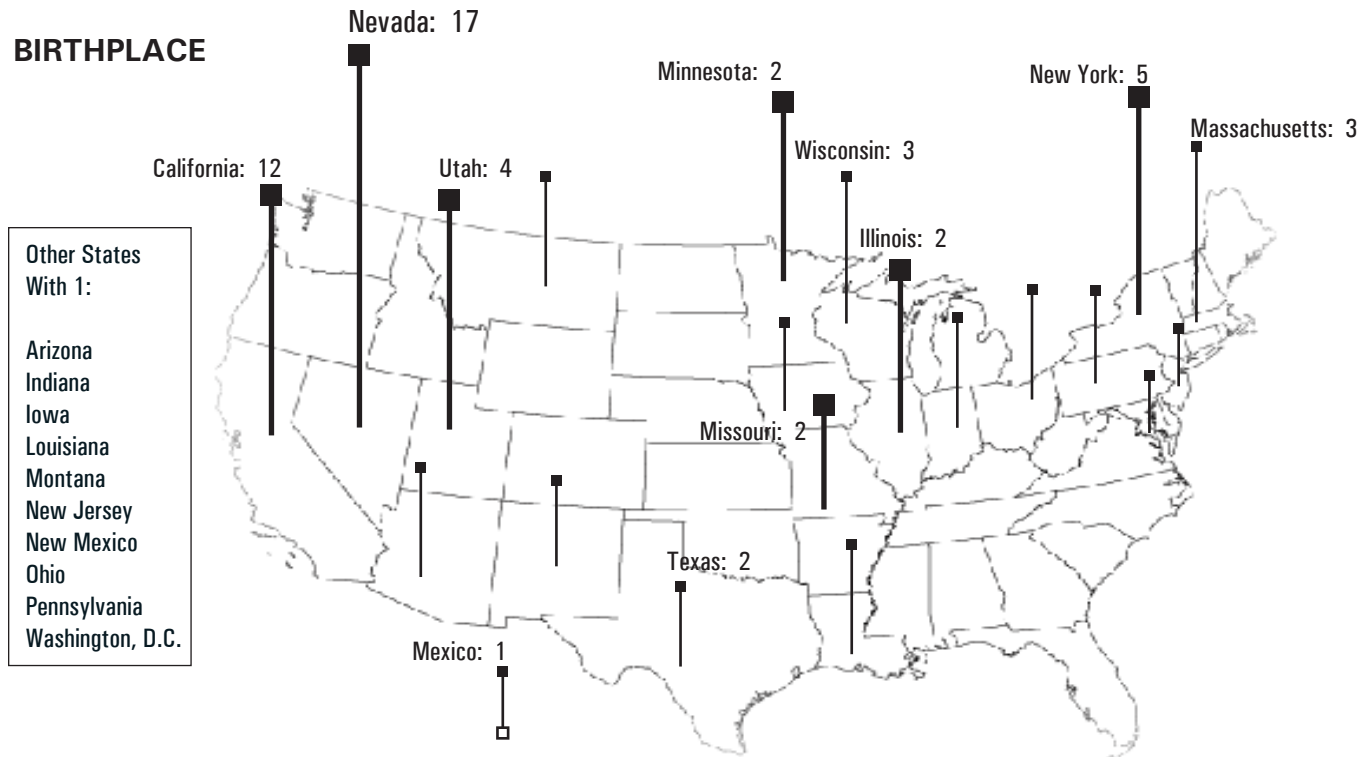 BIRTHPLACE
Nevada: 17
Minnesota: 2
New York: 5
Massachusetts: 3
Wisconsin: 3
California: 12
Utah: 4
Illinois: 2
Other States
With 1:
Arizona
Indiana
Iowa
Louisiana
Montana
New Jersey
New Mexico
Ohio
Pennsylvania
Washington, D.C.
Missouri: 2
Texas: 2
Mexico: 1